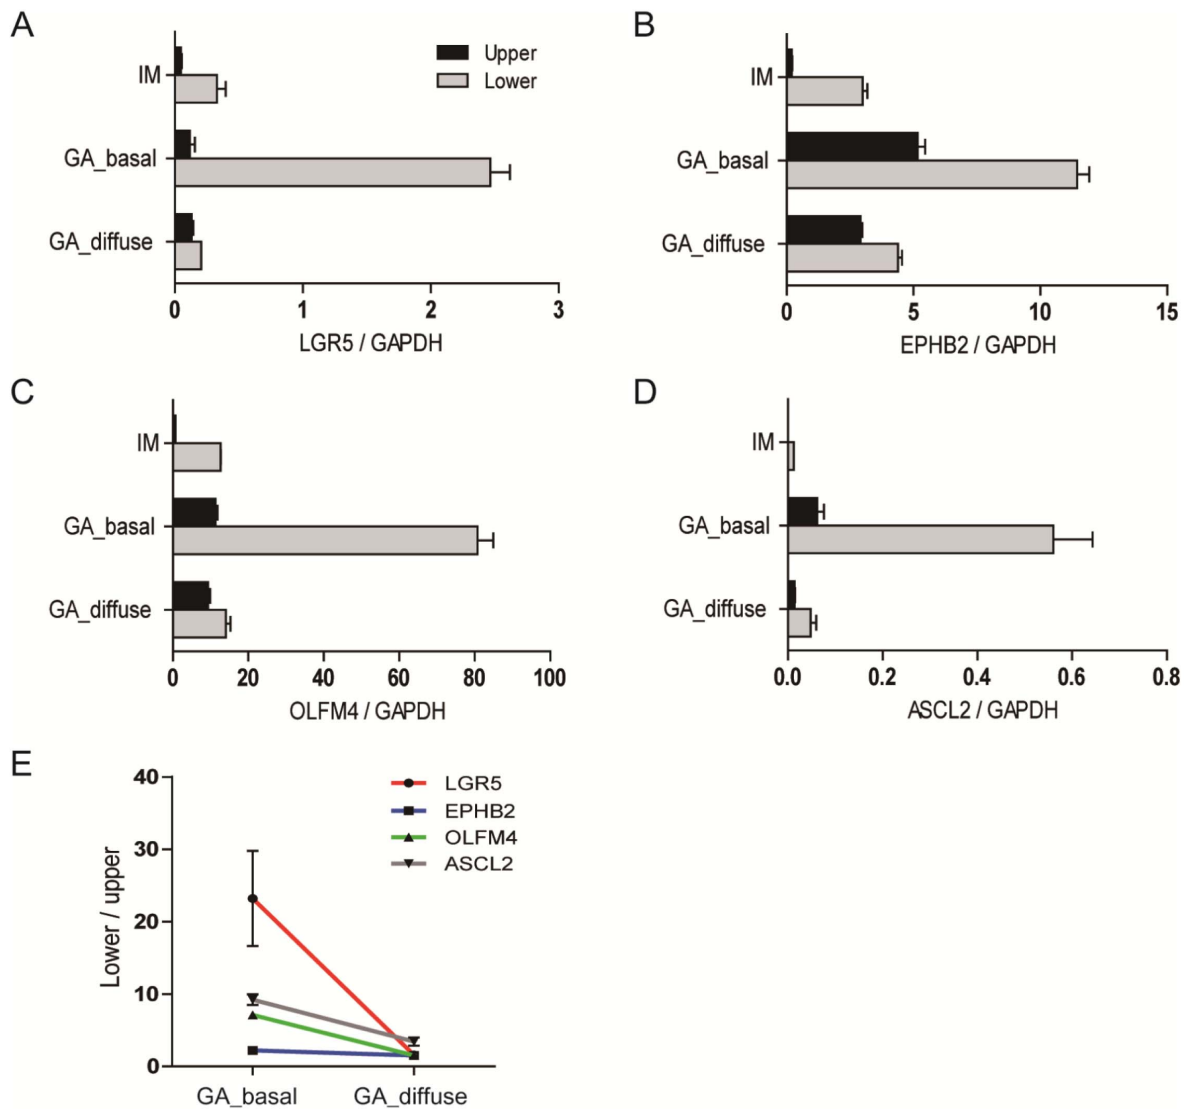 A
IM
GA_basal
GA_diffuse
Upper
Lower
0 1 2 3
LGR5 / GAPDH
B
IM
GA_basal
GA_diffuse
0 5 10 15
EPHB2 / GAPDH
C
IM
GA_basal
GA_diffuse
0 20 40 60 80 100
OLFM4 / GAPDH
D
IM
GA_basal
GA_diffuse
0.0 0.2 0.4 0.6 0.8
ASCL2 / GAPDH
E
Lower / upper
40
30
20
10
0
LGR5
EPHB2
OLFM4
ASCL2
GA_basal GA_diffuse